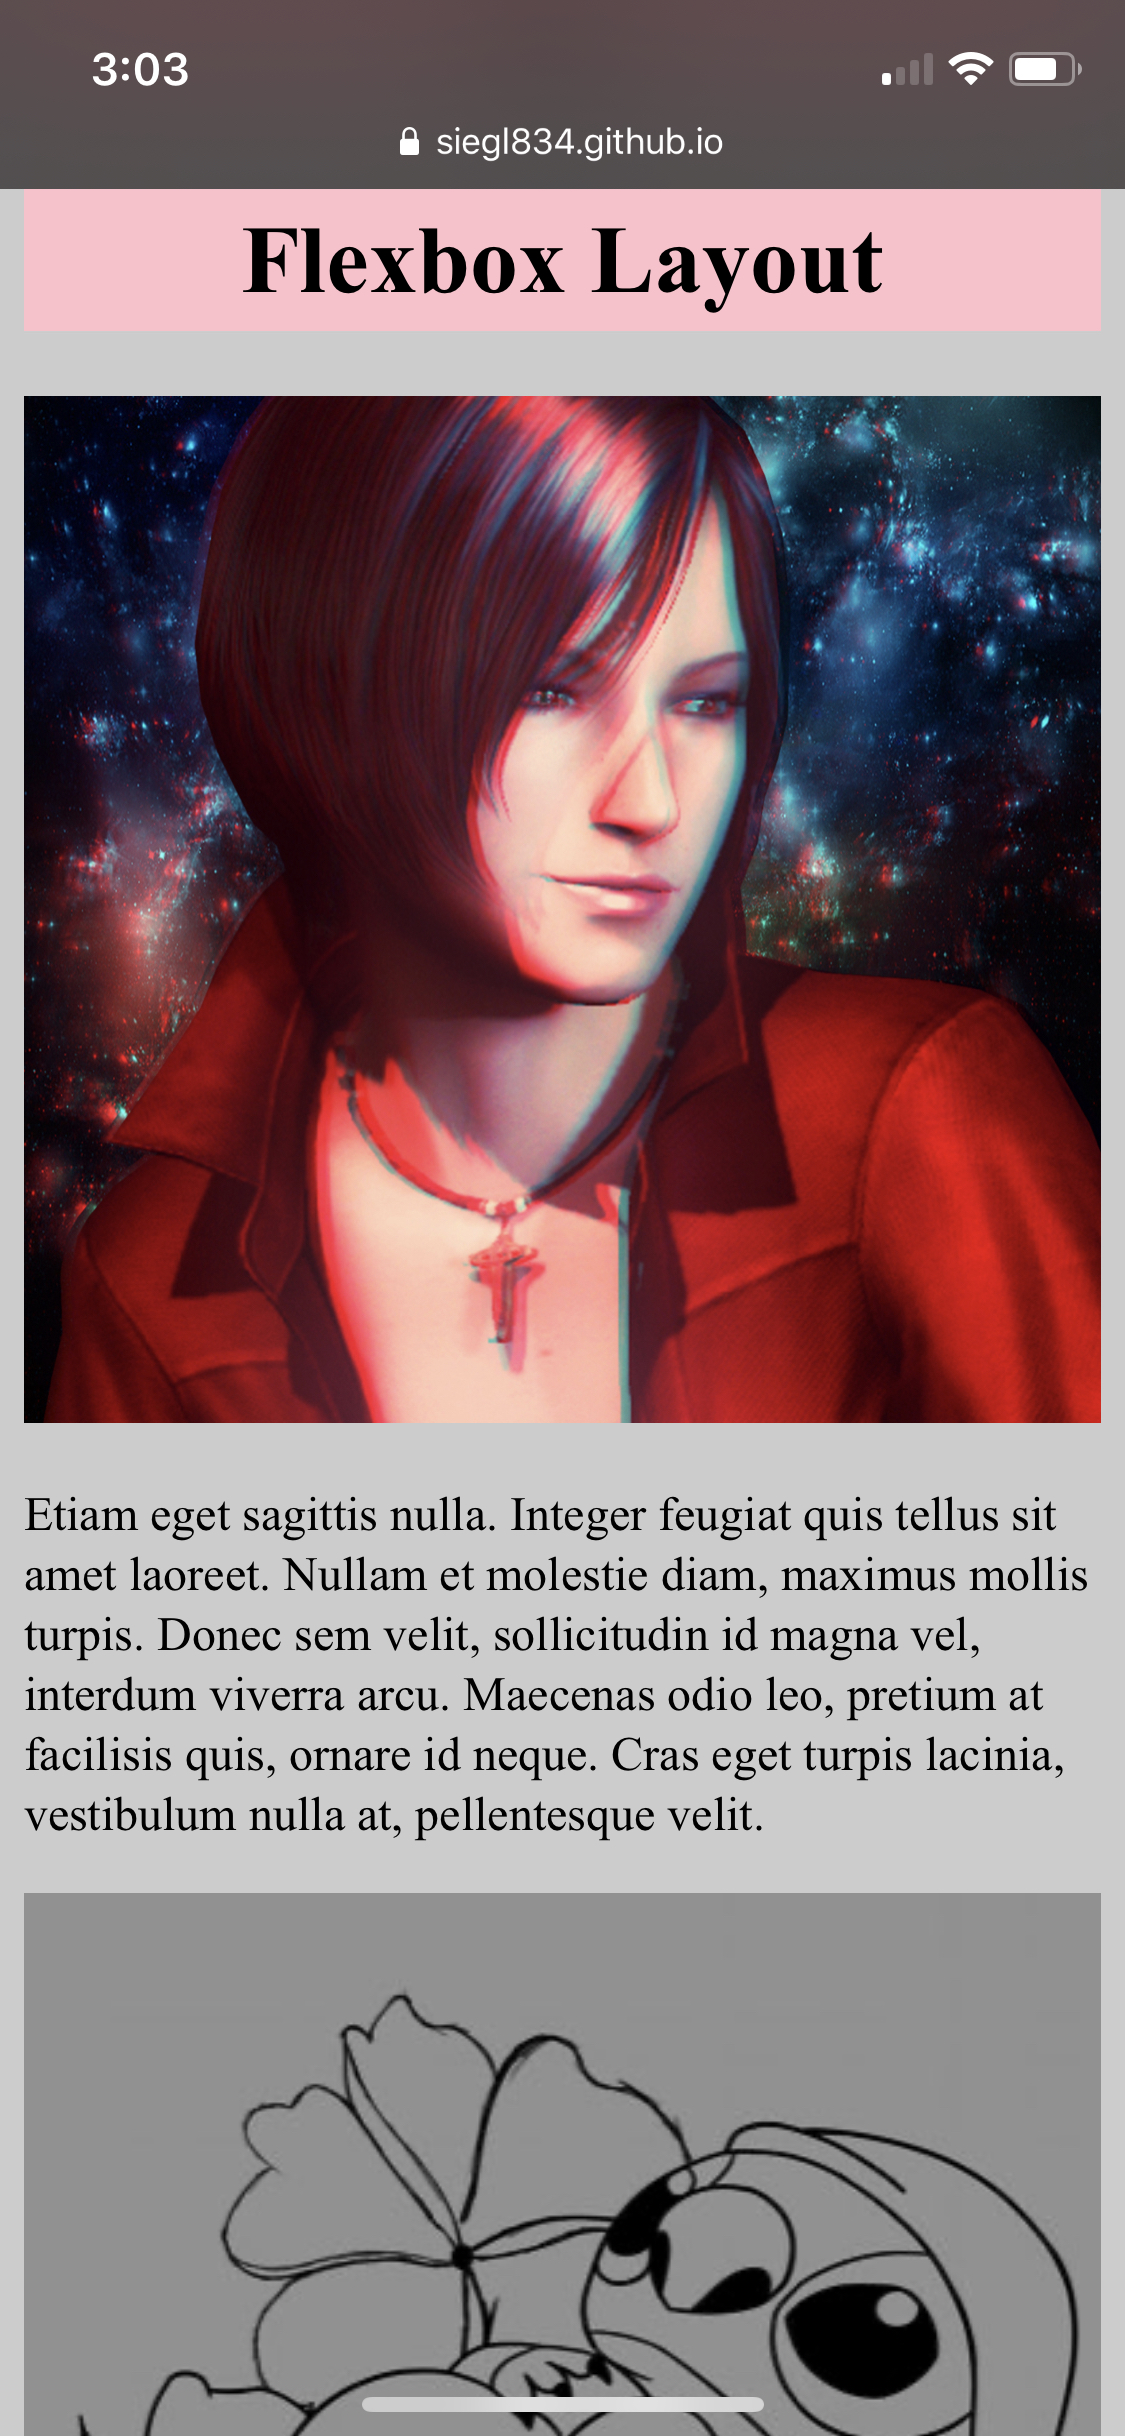 3:03
siegl834.github.io
Flexbox Layout
Etiam eget sagittis nulla. Integer feugiat quis tellus sit
amet laoreet. Nullam et molestie diam, maximus mollis
turpis. Donec sem velit, sollicitudin id magna vel,
interdum viverra arcu. Maecenas odio leo, pretium at
facilisis quis, ornare id neque. Cras eget turpis lacinia,
vestibulum nulla at, pellentesque velit.